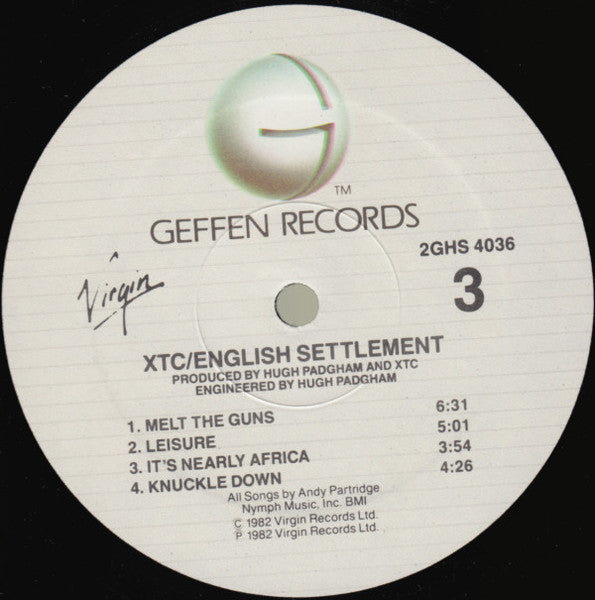 G
TM
GEFFEN RECORDS
2GHS 4036
Virgin
3
XTC/ENGLISH SETTLEMENT
PRODUCED BY HUGH PADGHAM AND XTC
ENGINEERED BY HUGH PADGHAM
1. MELT THE GUNS 6:31
2. LEISURE 5:01
3. IT'S NEARLY AFRICA 3:54
4. KNUCKLE DOWN 4:26
All Songs by Andy Partridge
Nymph Music, Inc. BMI
© 1982 Virgin Records Ltd.
℗ 1982 Virgin Records Ltd.